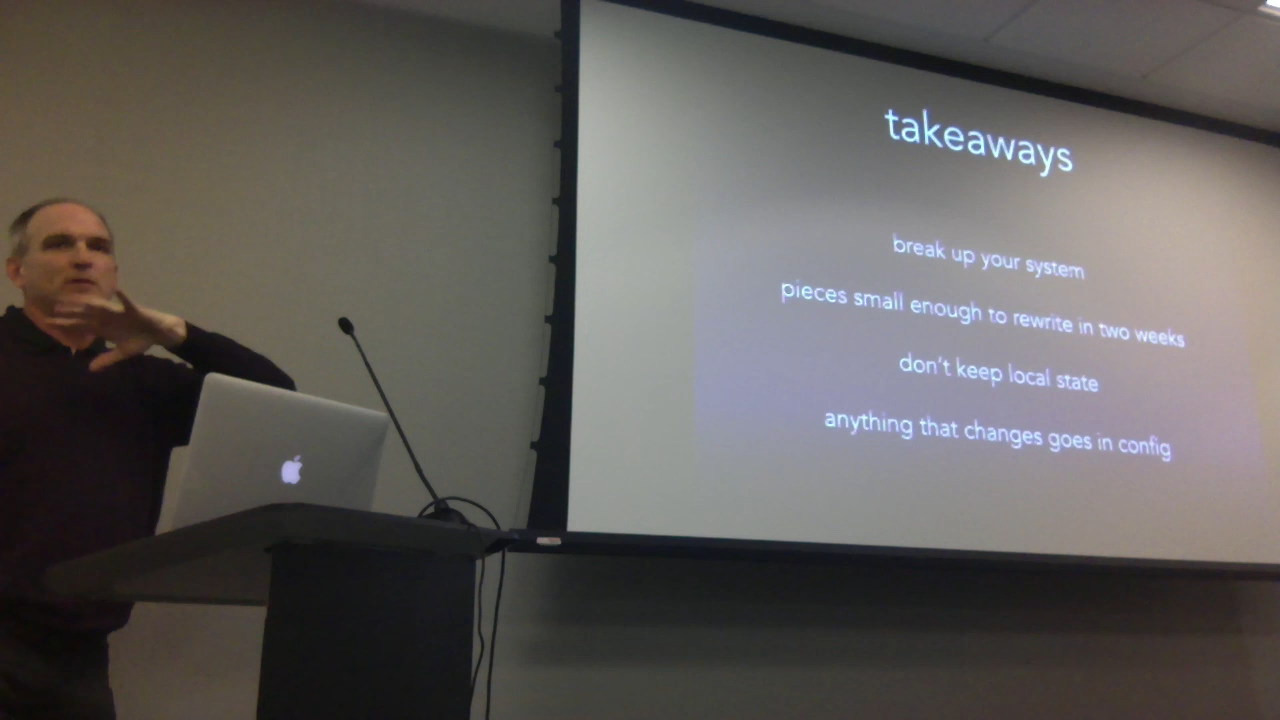 takeaways
break up your system
pieces small enough to rewrite in two weeks
don't keep local state
anything that changes goes in config